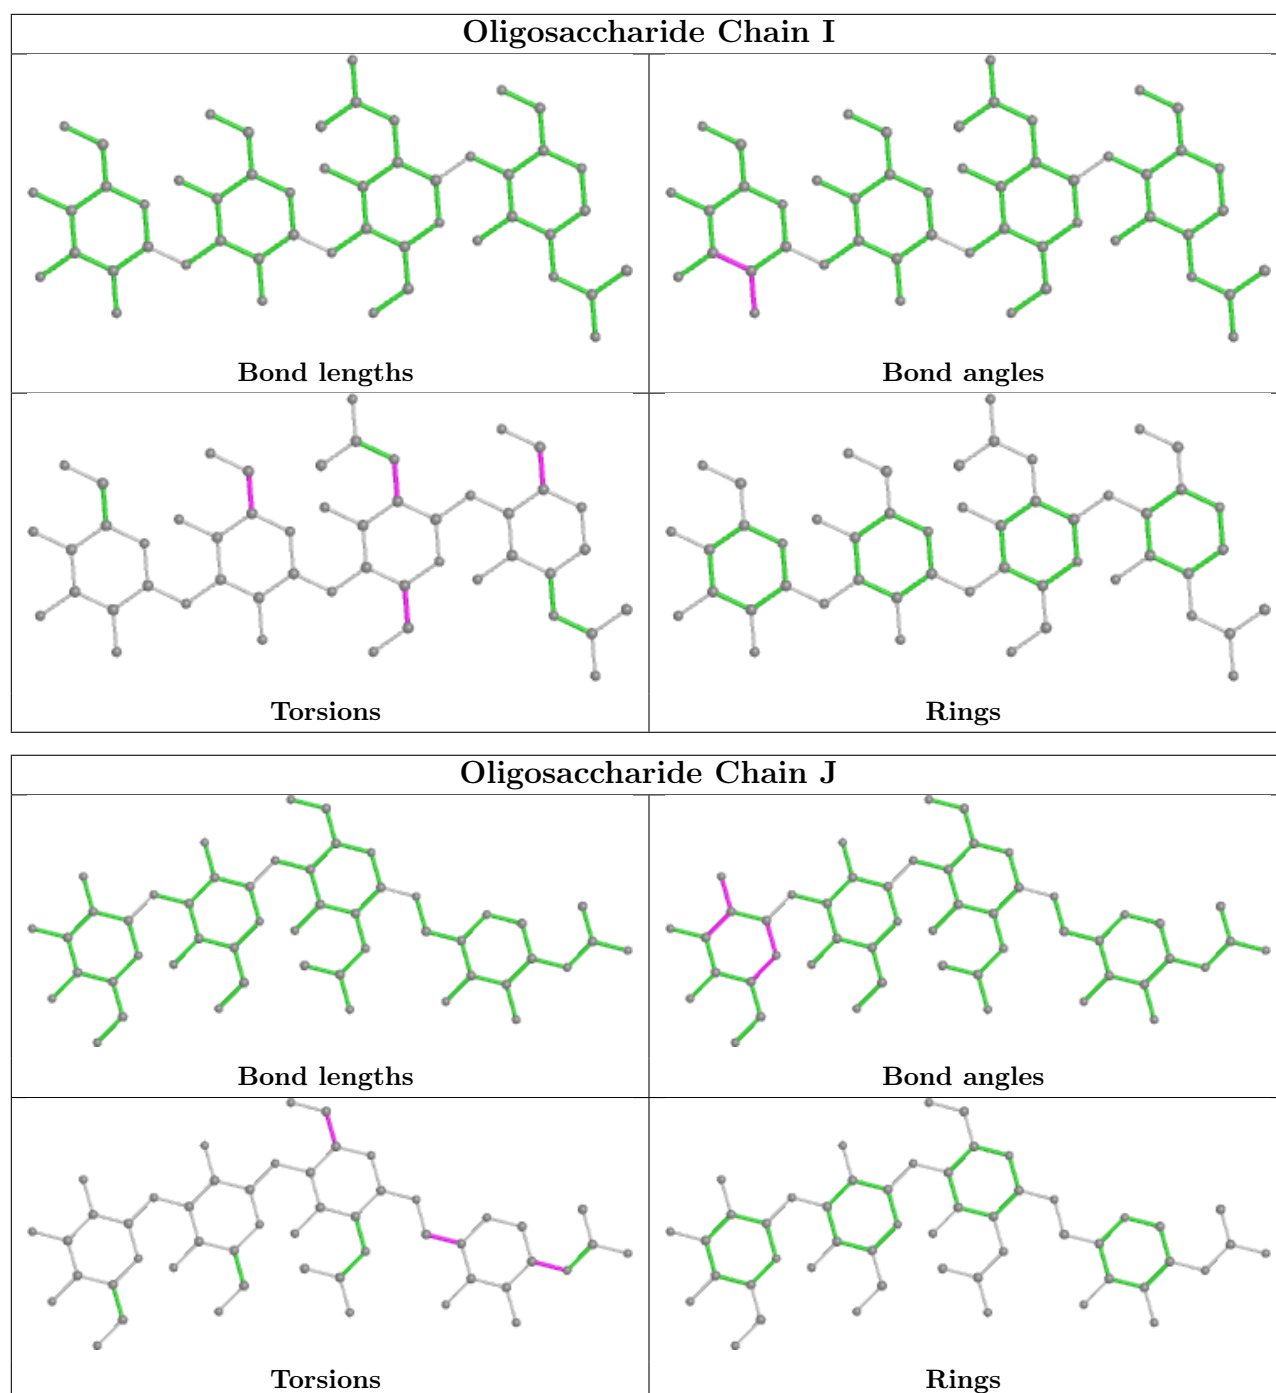 Oligosaccharide Chain I
Bond lengths
Bond angles
Torsions
Rings
Oligosaccharide Chain J
Bond lengths
Bond angles
Torsions
Rings